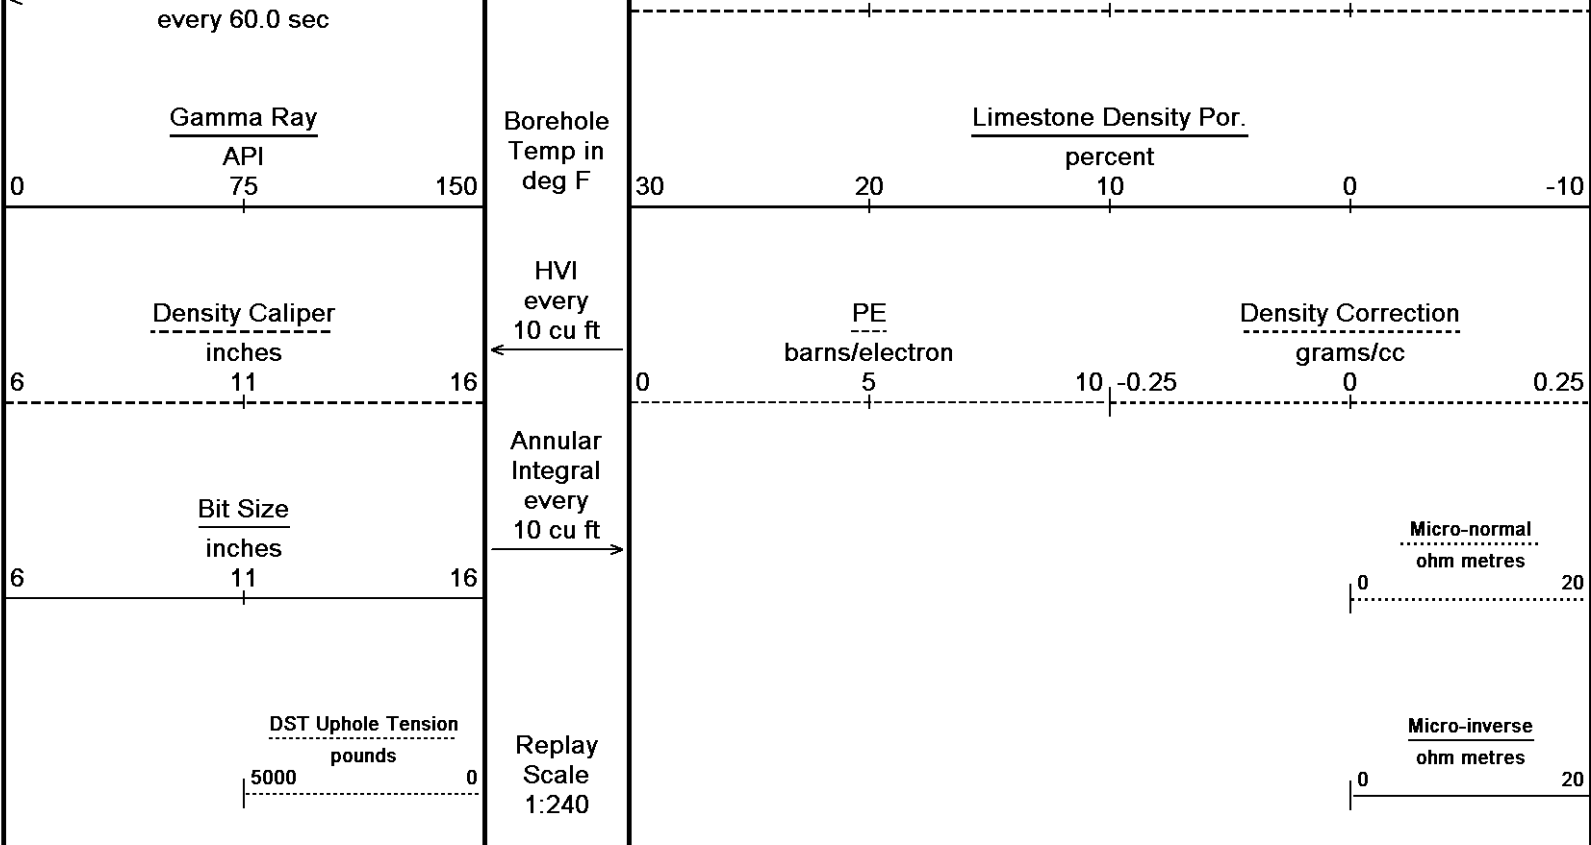 every 60.0 sec
Gamma Ray
API
0 75 150
Density Caliper
inches
6 11 16
Bit Size
inches
6 11 16
DST Uphole Tension
pounds
5000 0
Borehole
Temp in
deg F
HVI
every
10 cu ft
Annular
Integral
every
10 cu ft
Replay
Scale
1:240
Limestone Density Por.
percent
30 20 10 0 -10
PE
barns/electron
0 5 10
Density Correction
grams/cc
-0.25 0 0.25
Micro-normal
ohm metres
0 20
Micro-inverse
ohm metres
0 20